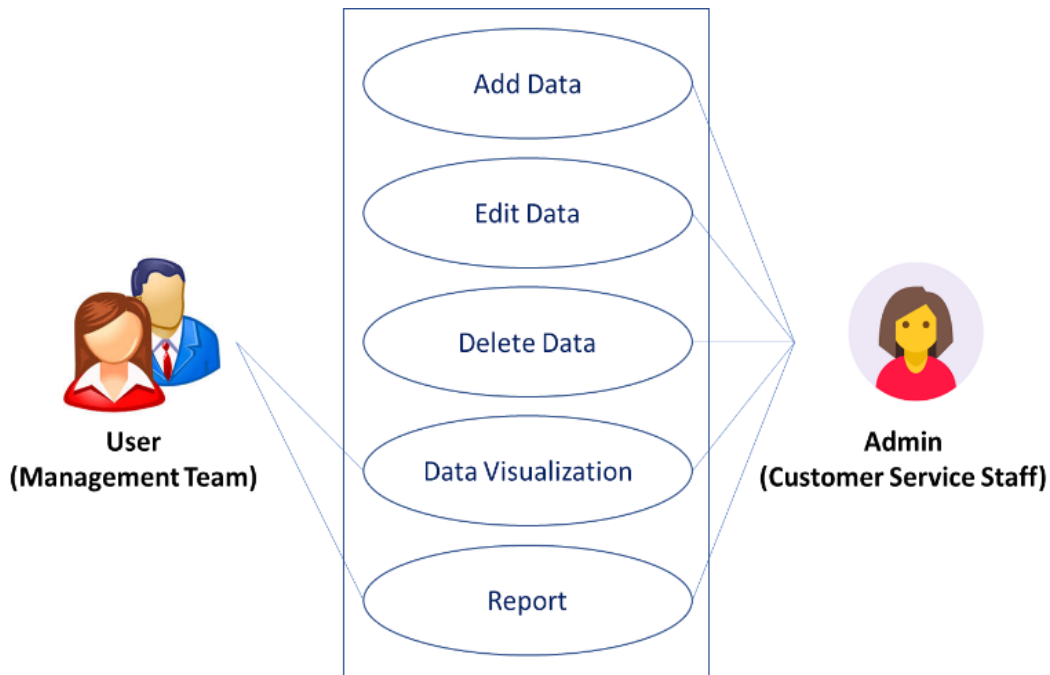 Add Data
Edit Data
Delete Data
Data Visualization
Report
User
(Management Team)
Admin
(Customer Service Staff)